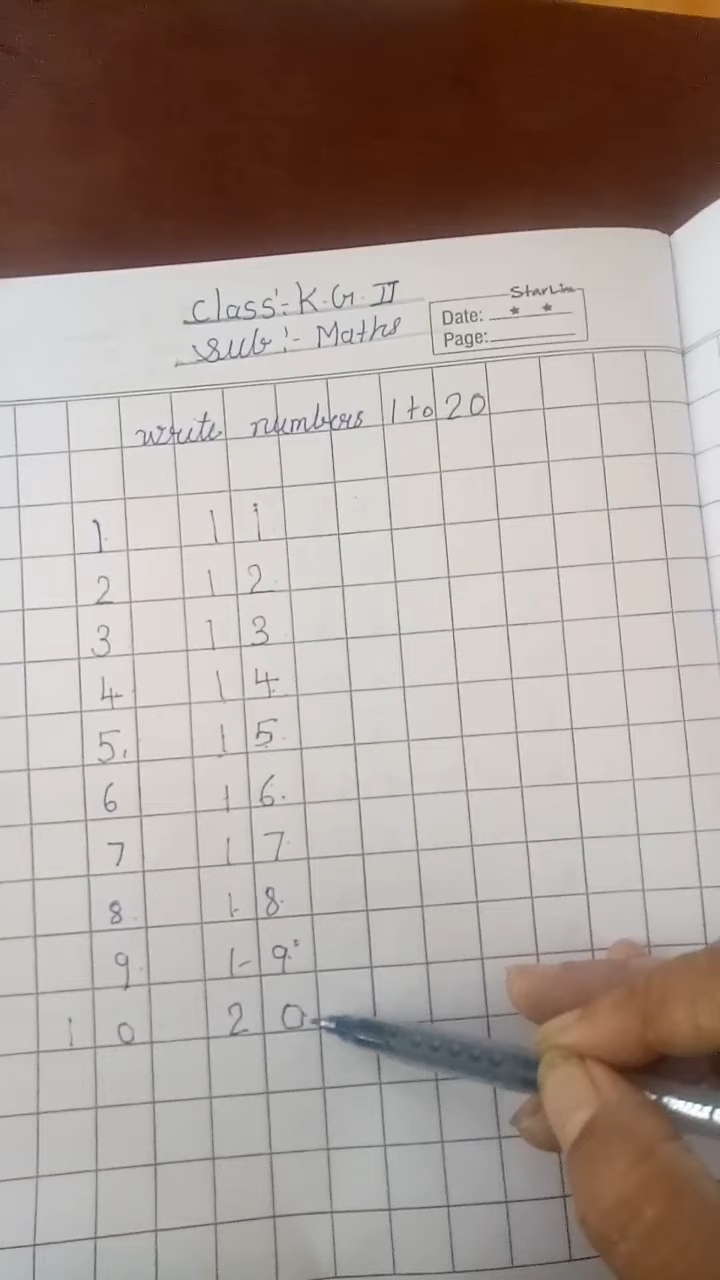 Class:- K.G. II
Sub:- Maths
StarLine
Date:
Page:
write numbers 1 to 20
1 11
2 12
3 13
4 14
5 15
6 16
7 17
8 18
9 19
10 20